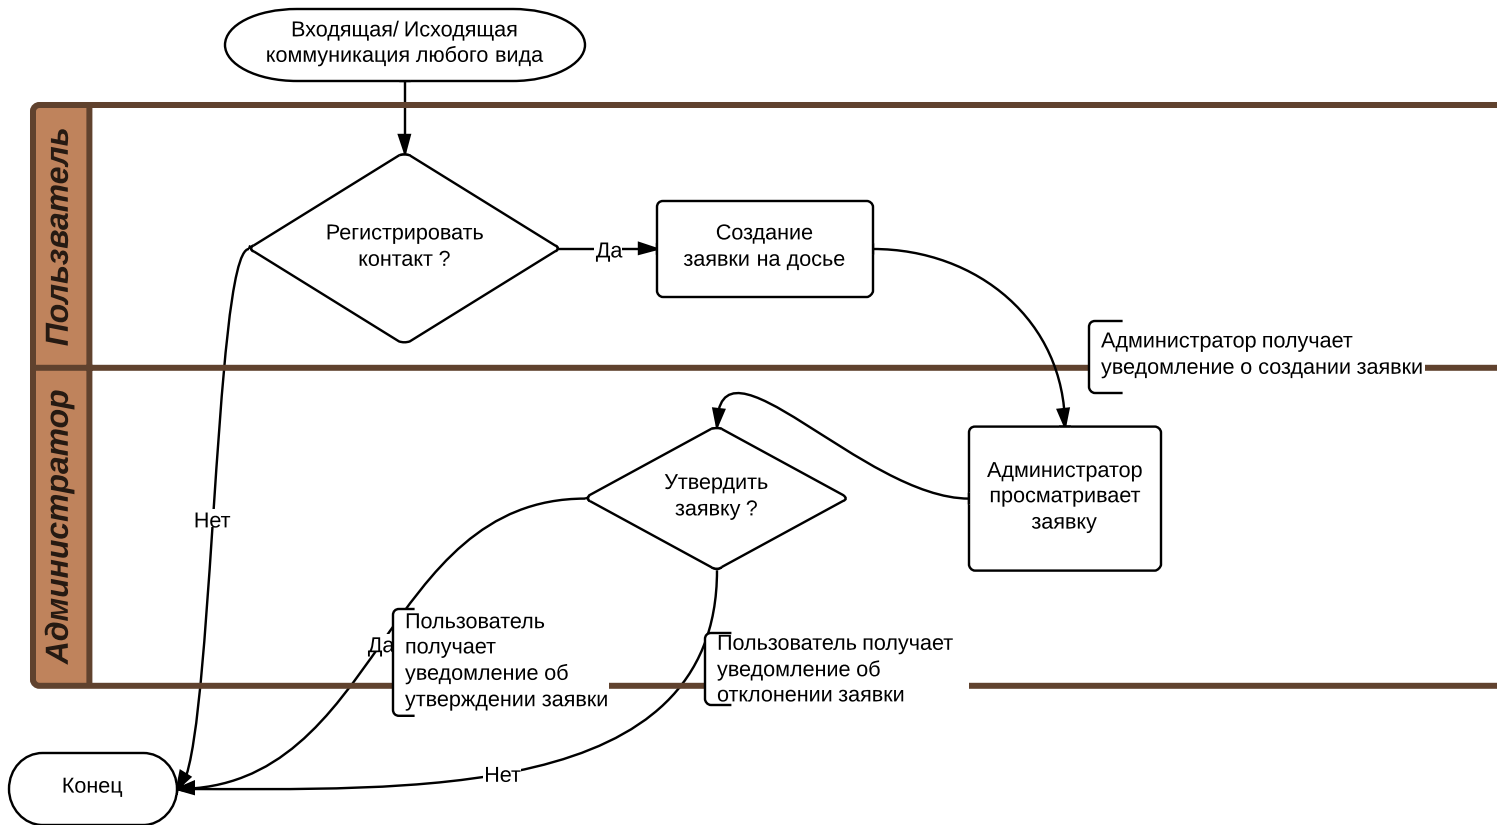 Входящая/ Исходящая
коммуникация любого вида
Пользватель
Регистрировать
контакт ?
Да
Создание
заявки на досье
Администратор получает
уведомление о создании заявки
Администратор
Утвердить
заявку ?
Администратор
просматривает
заявку
Нет
Да
Пользователь
получает
уведомление об
утверждении заявки
Пользователь получает
уведомление об
отклонении заявки
Нет
Конец